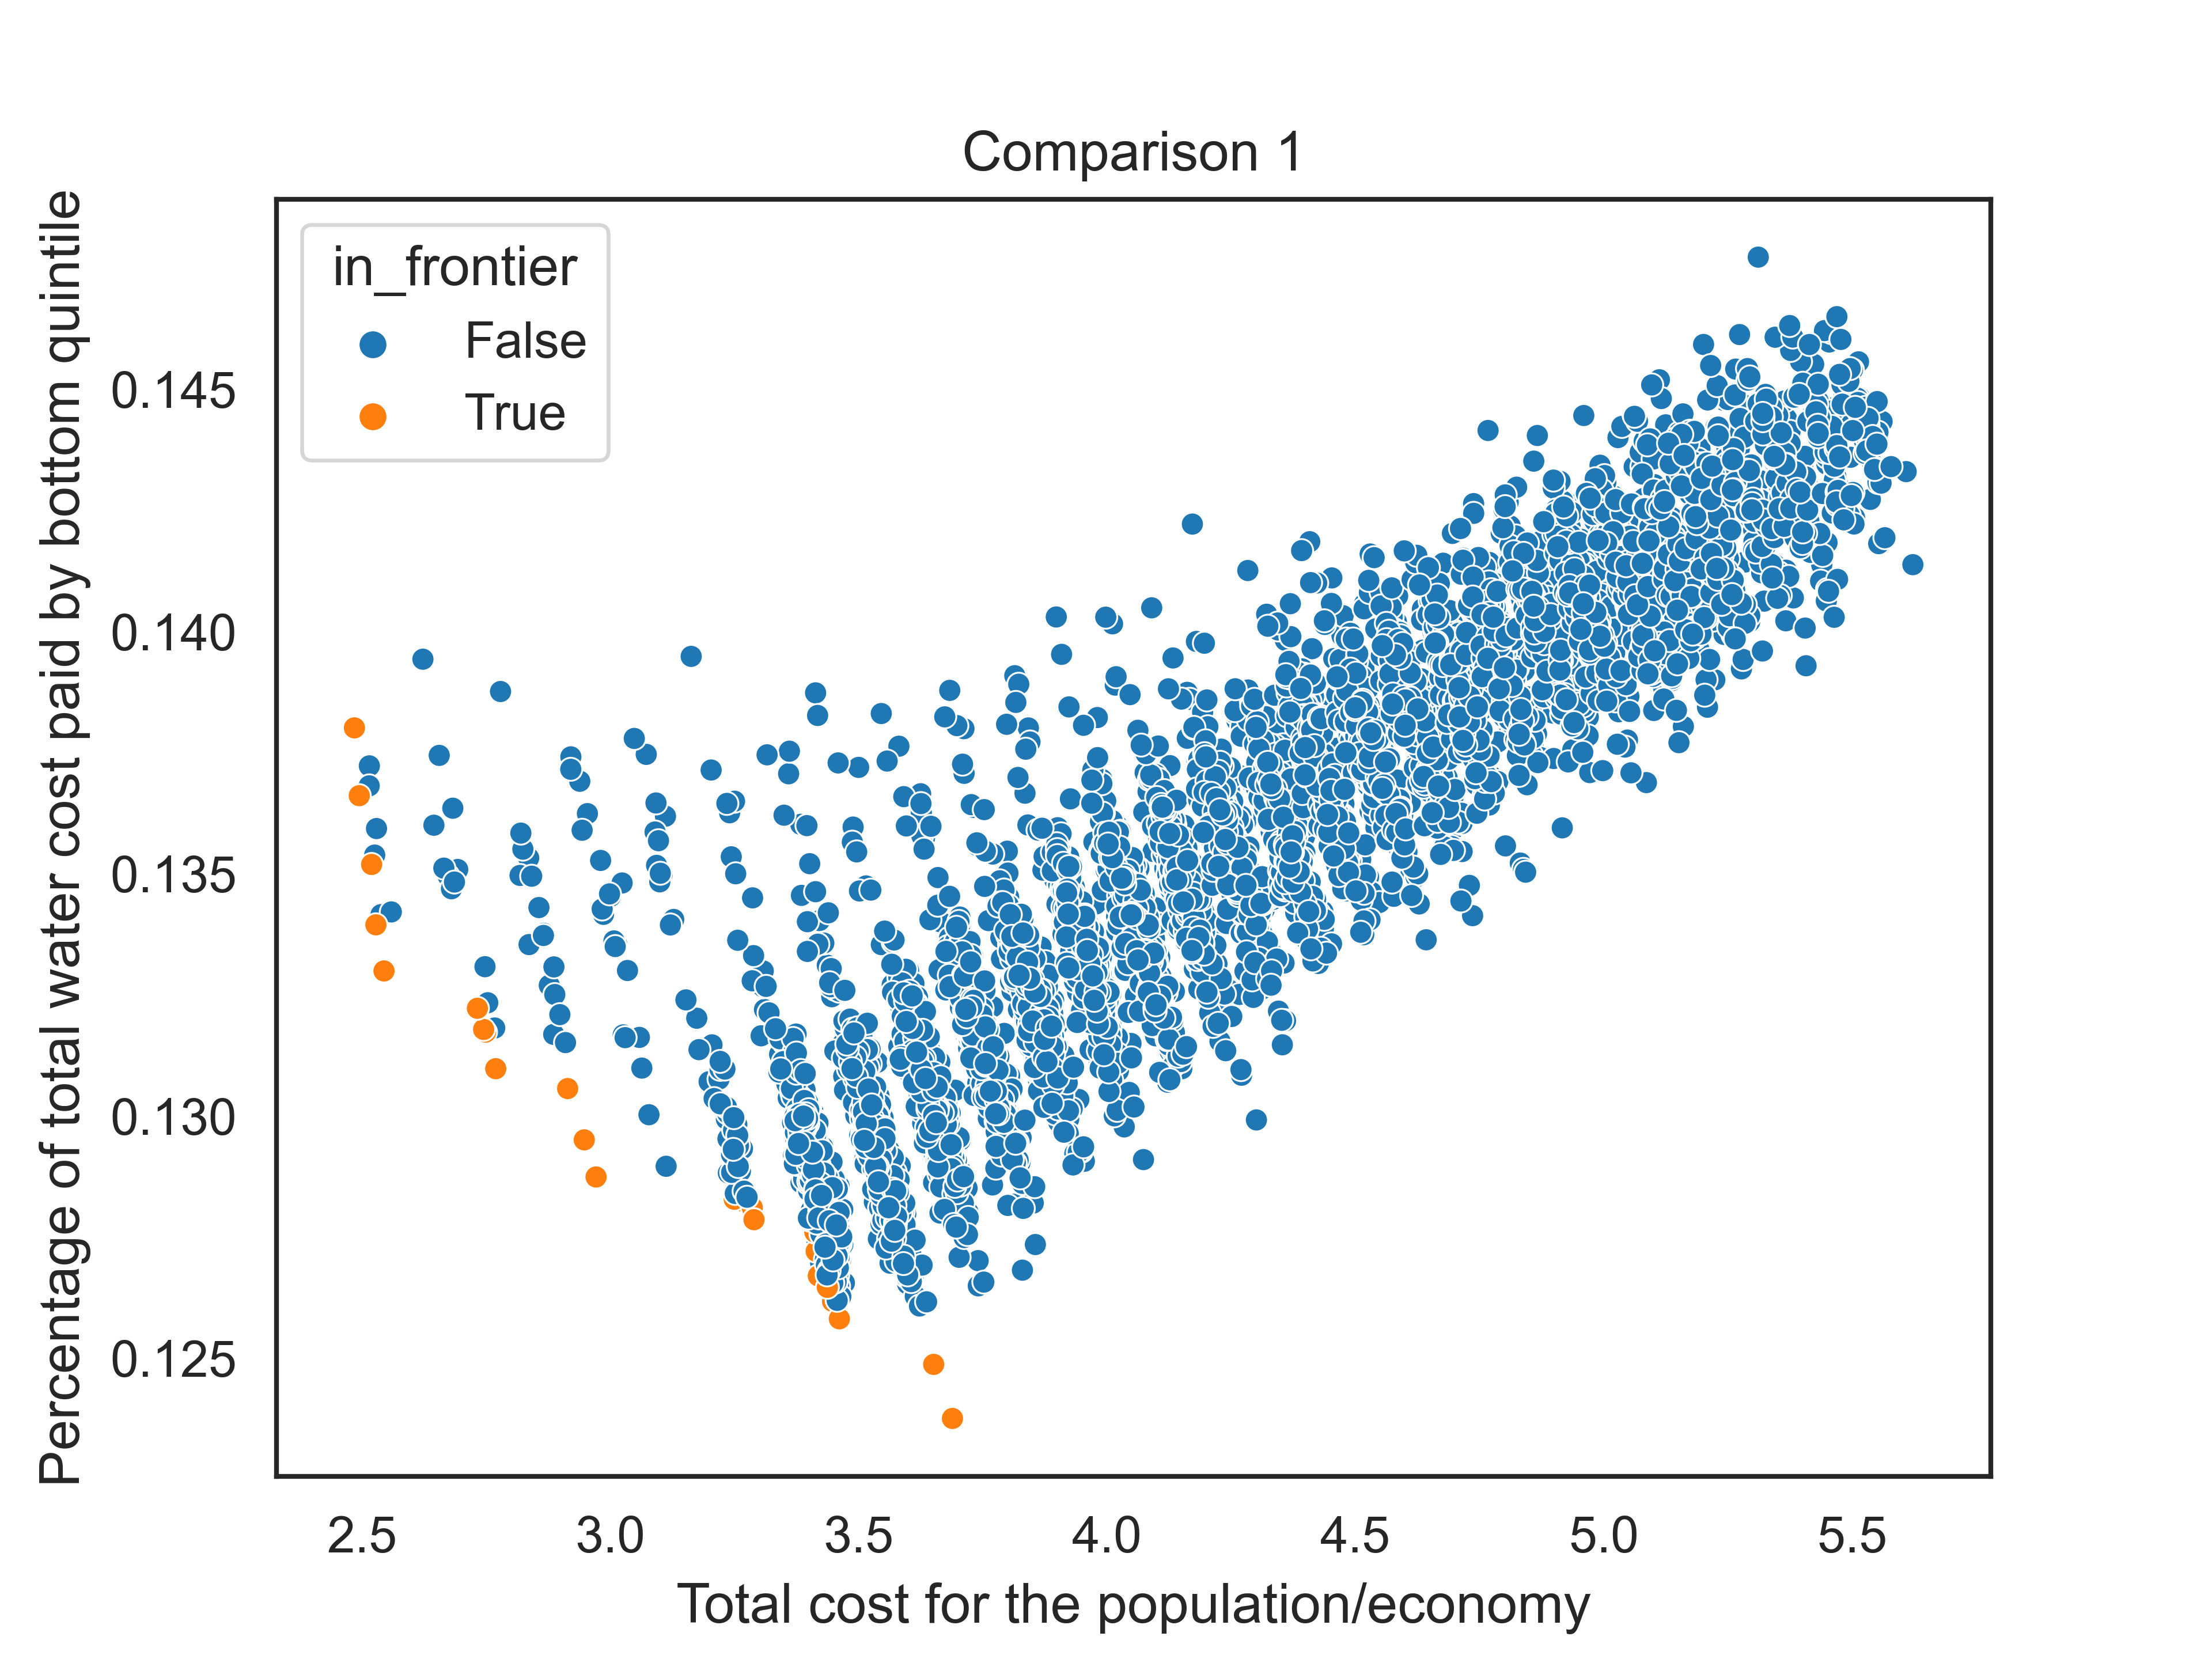 Comparison 1
in_frontier
False
True
Percentage of total water cost paid by bottom quintile
0.145
0.140
0.135
0.130
0.125
2.5 3.0 3.5 4.0 4.5 5.0 5.5
Total cost for the population/economy